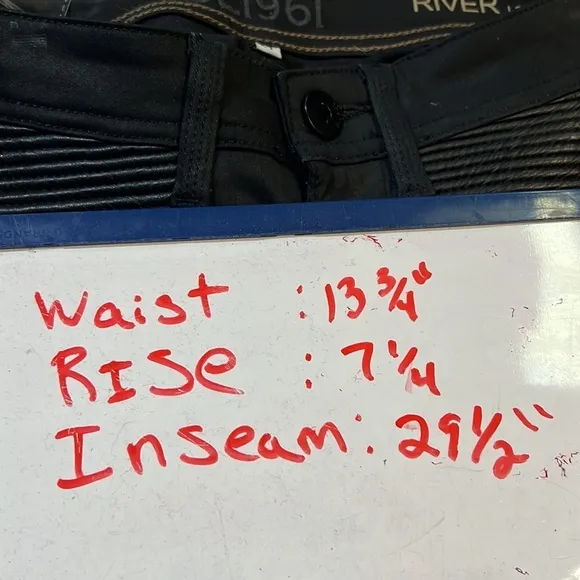 1961
RIVER
Waist : 13 3/4"
RISe : 7 1/4
Inseam: 29 1/2"